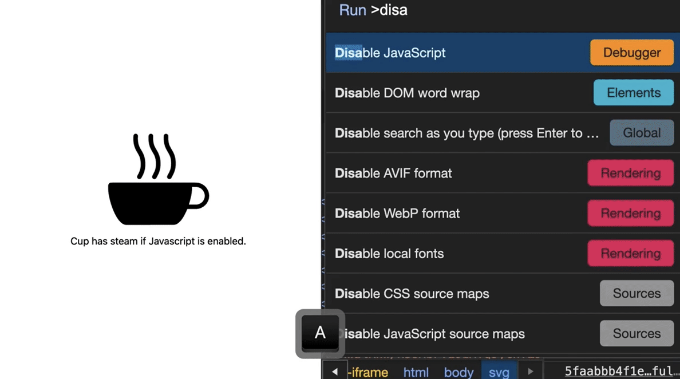 Run >disa
Disable JavaScript Debugger
Disable DOM word wrap Elements
Disable search as you type (press Enter to … Global
Disable AVIF format Rendering
Disable WebP format Rendering
Disable local fonts Rendering
Disable CSS source maps Sources
Disable JavaScript source maps Sources
Cup has steam if Javascript is enabled.
A
-iframe html body svg 5faabbb4f1e…ful…